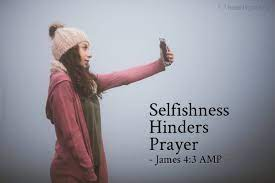 Selfishness
Hinders
Prayer
- James 4:3 AMP